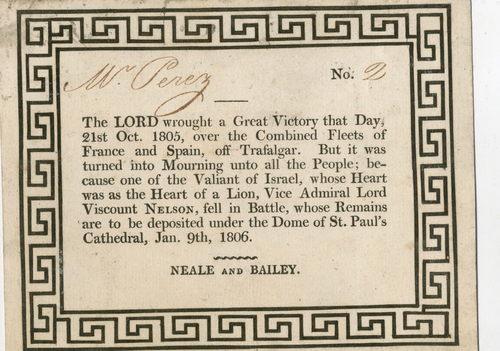 Mr Perez No. 2
The LORD wrought a Great Victory that Day,
21st Oct. 1805, over the Combined Fleets of
France and Spain, off Trafalgar. But it was
turned into Mourning unto all the People; be-
cause one of the Valiant of Israel, whose Heart
was as the Heart of a Lion, Vice Admiral Lord
Viscount NELSON, fell in Battle, whose Remains
are to be deposited under the Dome of St. Paul's
Cathedral, Jan. 9th, 1806.
NEALE AND BAILEY.